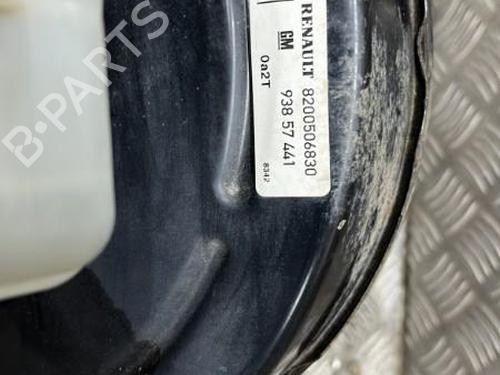 RENAULT 8200506830
GM 938 57 441
0a2T
8342
B-PARTS